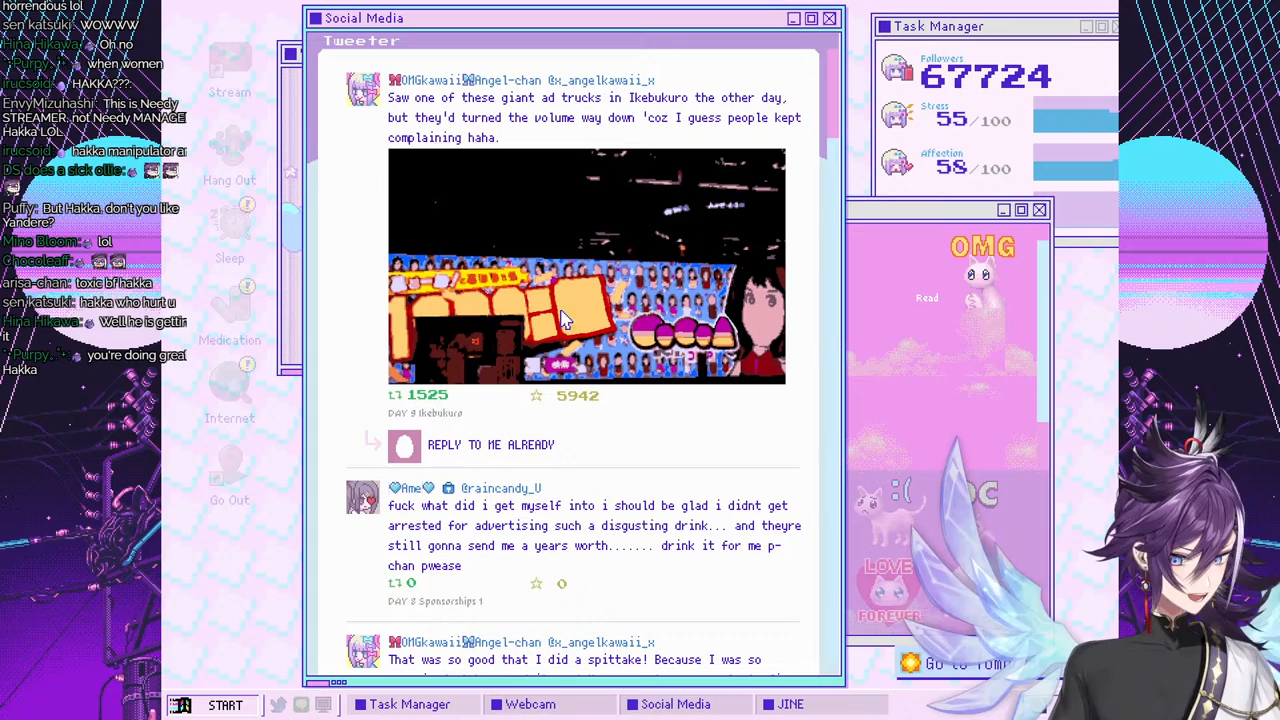 horrendous lol
sen katsuki: WOWWW
Hina Hikawa: Oh no
when women
irucsoid: HAKKA???.
EnvyMizuhashi: This is Needy
STREAMER, not Needy MANAGE
Hakka LOL
irucsoid: hakka manipulator ar
DS does a sick ollie:
Puffy: But Hakka, don't you like
Yandere?
Mino Bloom: lol
Chocoleaff:
arisa-chan: toxic bf hakka
sen katsuki: hakka who hurt u
Hina Hikawa: Well he is gettin
it
you're doing great
Hakka
Stream
Hang Out
Sleep
Medication
Internet
Go Out
Social Media
Tweeter
OMGkawaii Angel-chan @x_angelkawaii_x
Saw one of these giant ad trucks in Ikebukuro the other day,
but they'd turned the volume way down 'coz I guess people kept
complaining haha.
1525
5942
DAY 9 Ikebukuro
REPLY TO ME ALREADY
Ame @raincandy_U
fuck what did i get myself into i should be glad i didnt get
arrested for advertising such a disgusting drink... and theyre
still gonna send me a years worth....... drink it for me p-
chan pwease
0
0
DAY 8 Sponsorships 1
OMGkawaii Angel-chan @x_angelkawaii_x
That was so good that I did a spittake! Because I was so
Task Manager
Followers
67724
Stress
55/100
Affection
58/100
OMG
Read
:(
LOVE
FOREVER
START
Task Manager
Webcam
Social Media
JINE